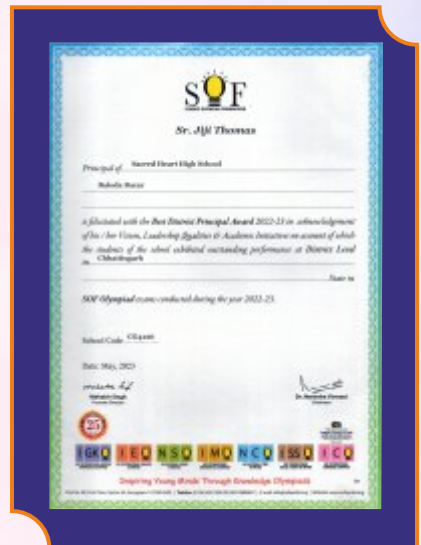 SOF
Sr. Jiji Thomas
Principal of Sacred Heart High School
Baloda Bazar
is felicitated with the Best District Principal Award 2022-23 in acknowledgement
of his / her Vision, Leadership Qualities & Academic Initiatives on account of which
the students of the school exhibited outstanding performance at District Level
in Chhattisgarh
State in
SOF Olympiad exams conducted during the year 2022-23.
School Code
Date: May, 2023
Mahabir Singh
25
IGKO IEO NSO IMO NCO ISSO ICO
Inspiring Young Minds Through Knowledge Olympiads